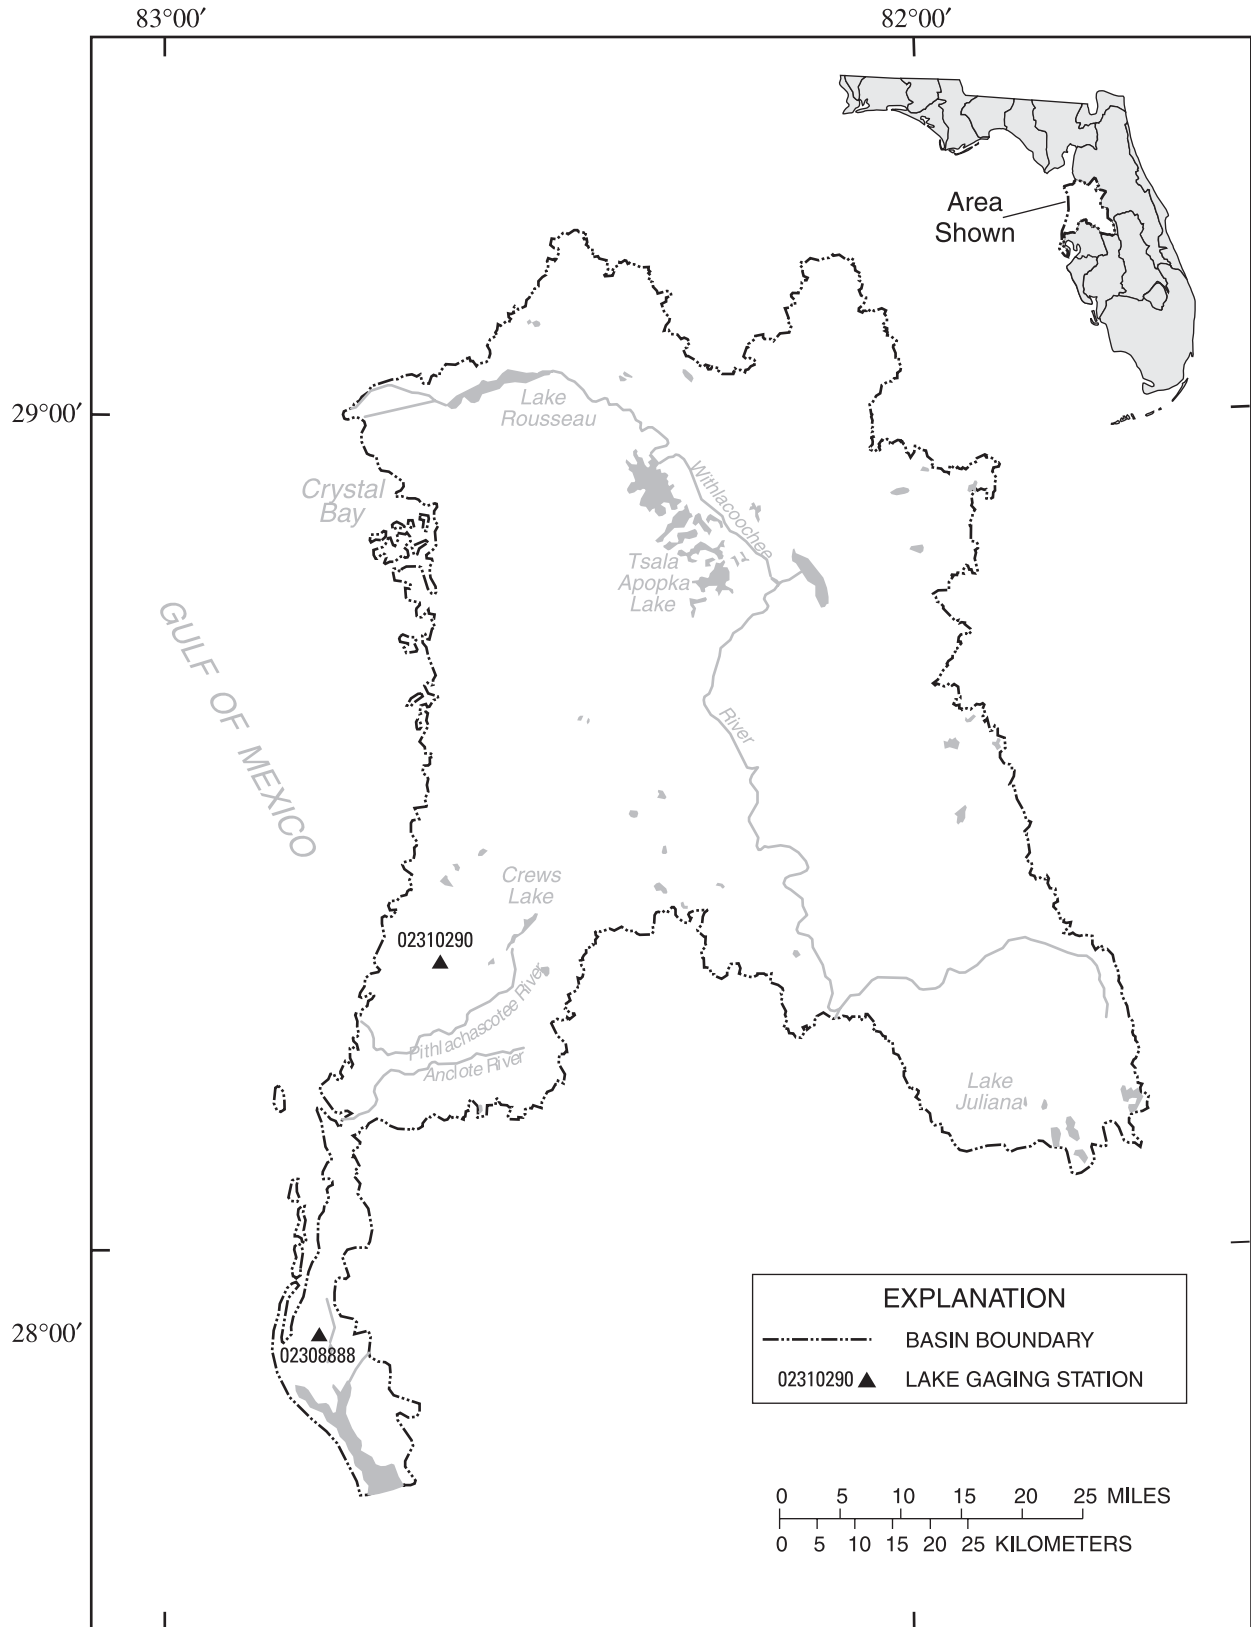 83°00′
82°00′
Area
Shown
29°00′
Lake
Rousseau
Crystal
Bay
Withlacoochee
Tsala
Apopka
Lake
GULF OF MEXICO
River
Crews
Lake
02310290
Pithlachascotee River
Anclote River
Lake
Juliana
28°00′
02308888
EXPLANATION
BASIN BOUNDARY
02310290 LAKE GAGING STATION
0 5 10 15 20 25 MILES
0 5 10 15 20 25 KILOMETERS